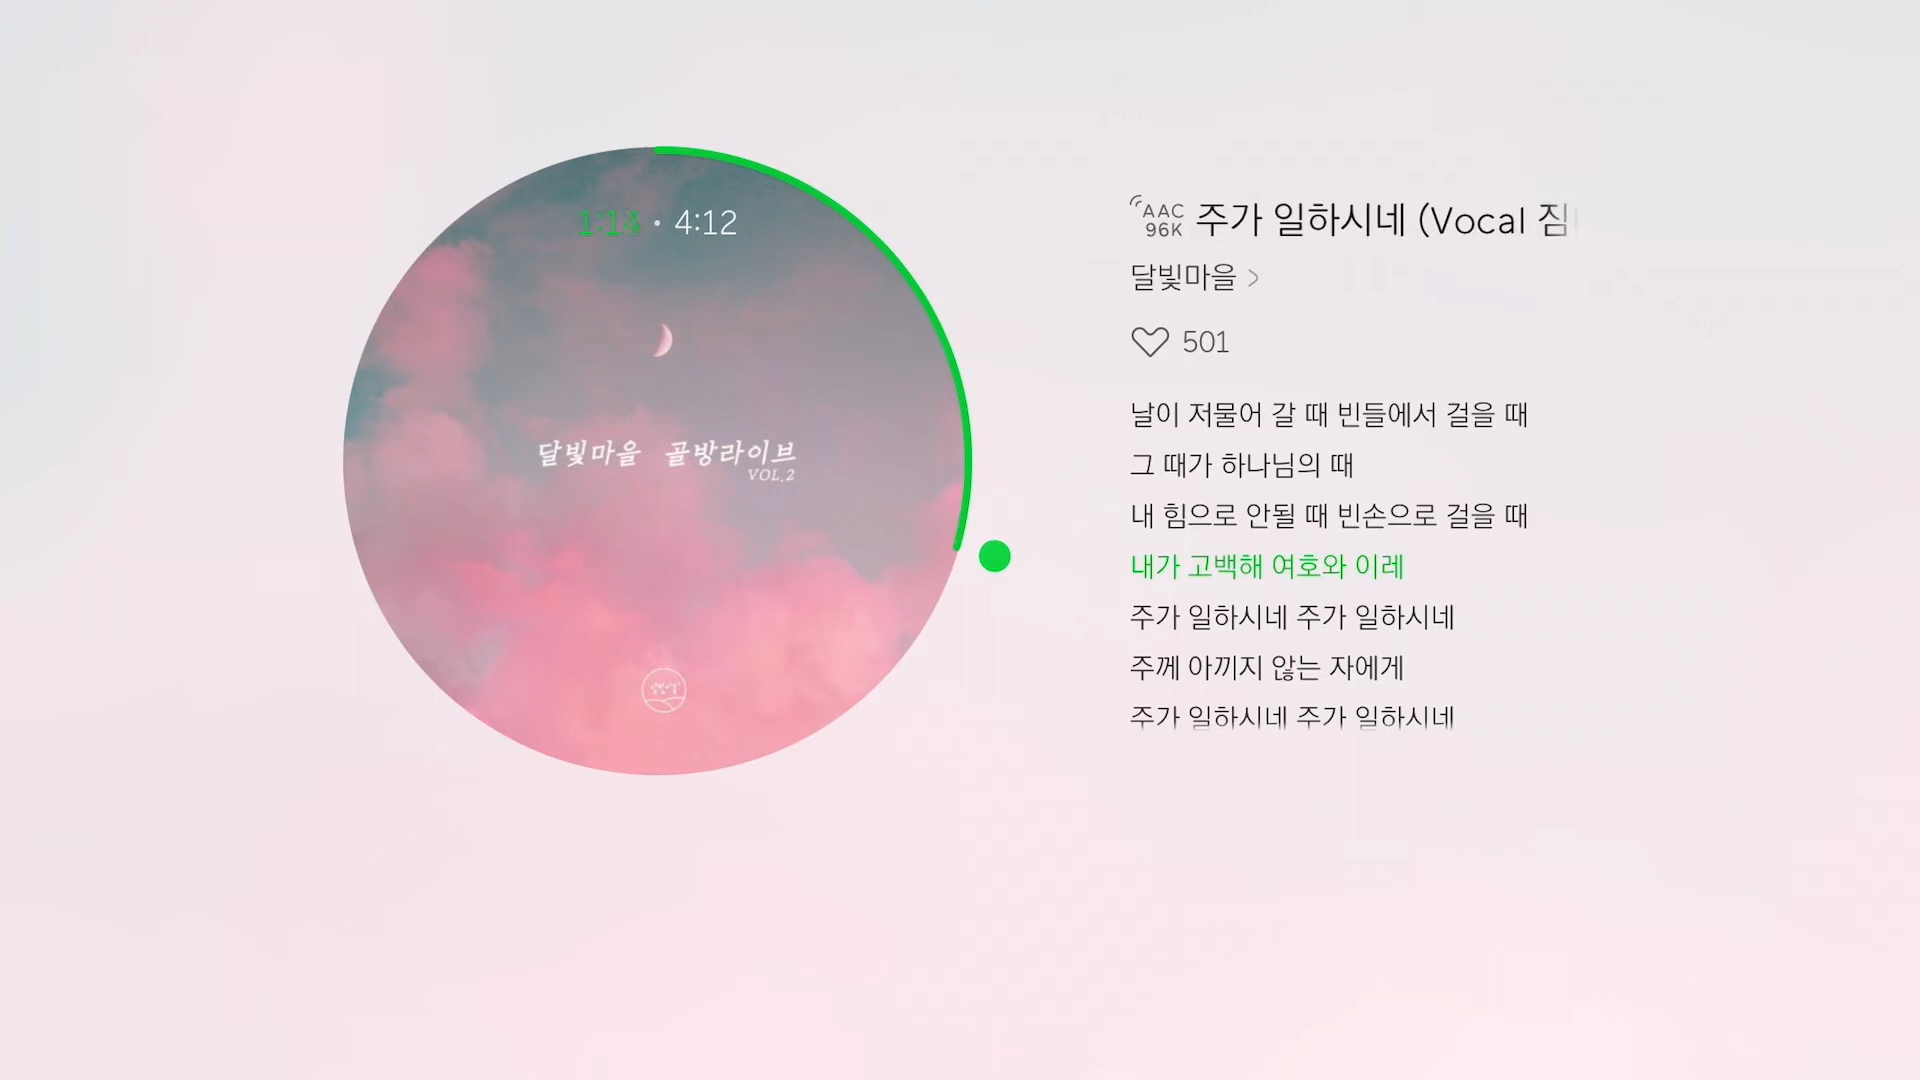 4:12
달빛마을 골방라이브
VOL.2
AAC
96K
주가 일하시네 (Vocal 짐
달빛마을
501
날이 저물어 갈 때 빈들에서 걸을 때
그 때가 하나님의 때
내 힘으로 안될 때 빈손으로 걸을 때
내가 고백해 여호와 이레
주가 일하시네 주가 일하시네
주께 아끼지 않는 자에게
주가 일하시네 주가 일하시네